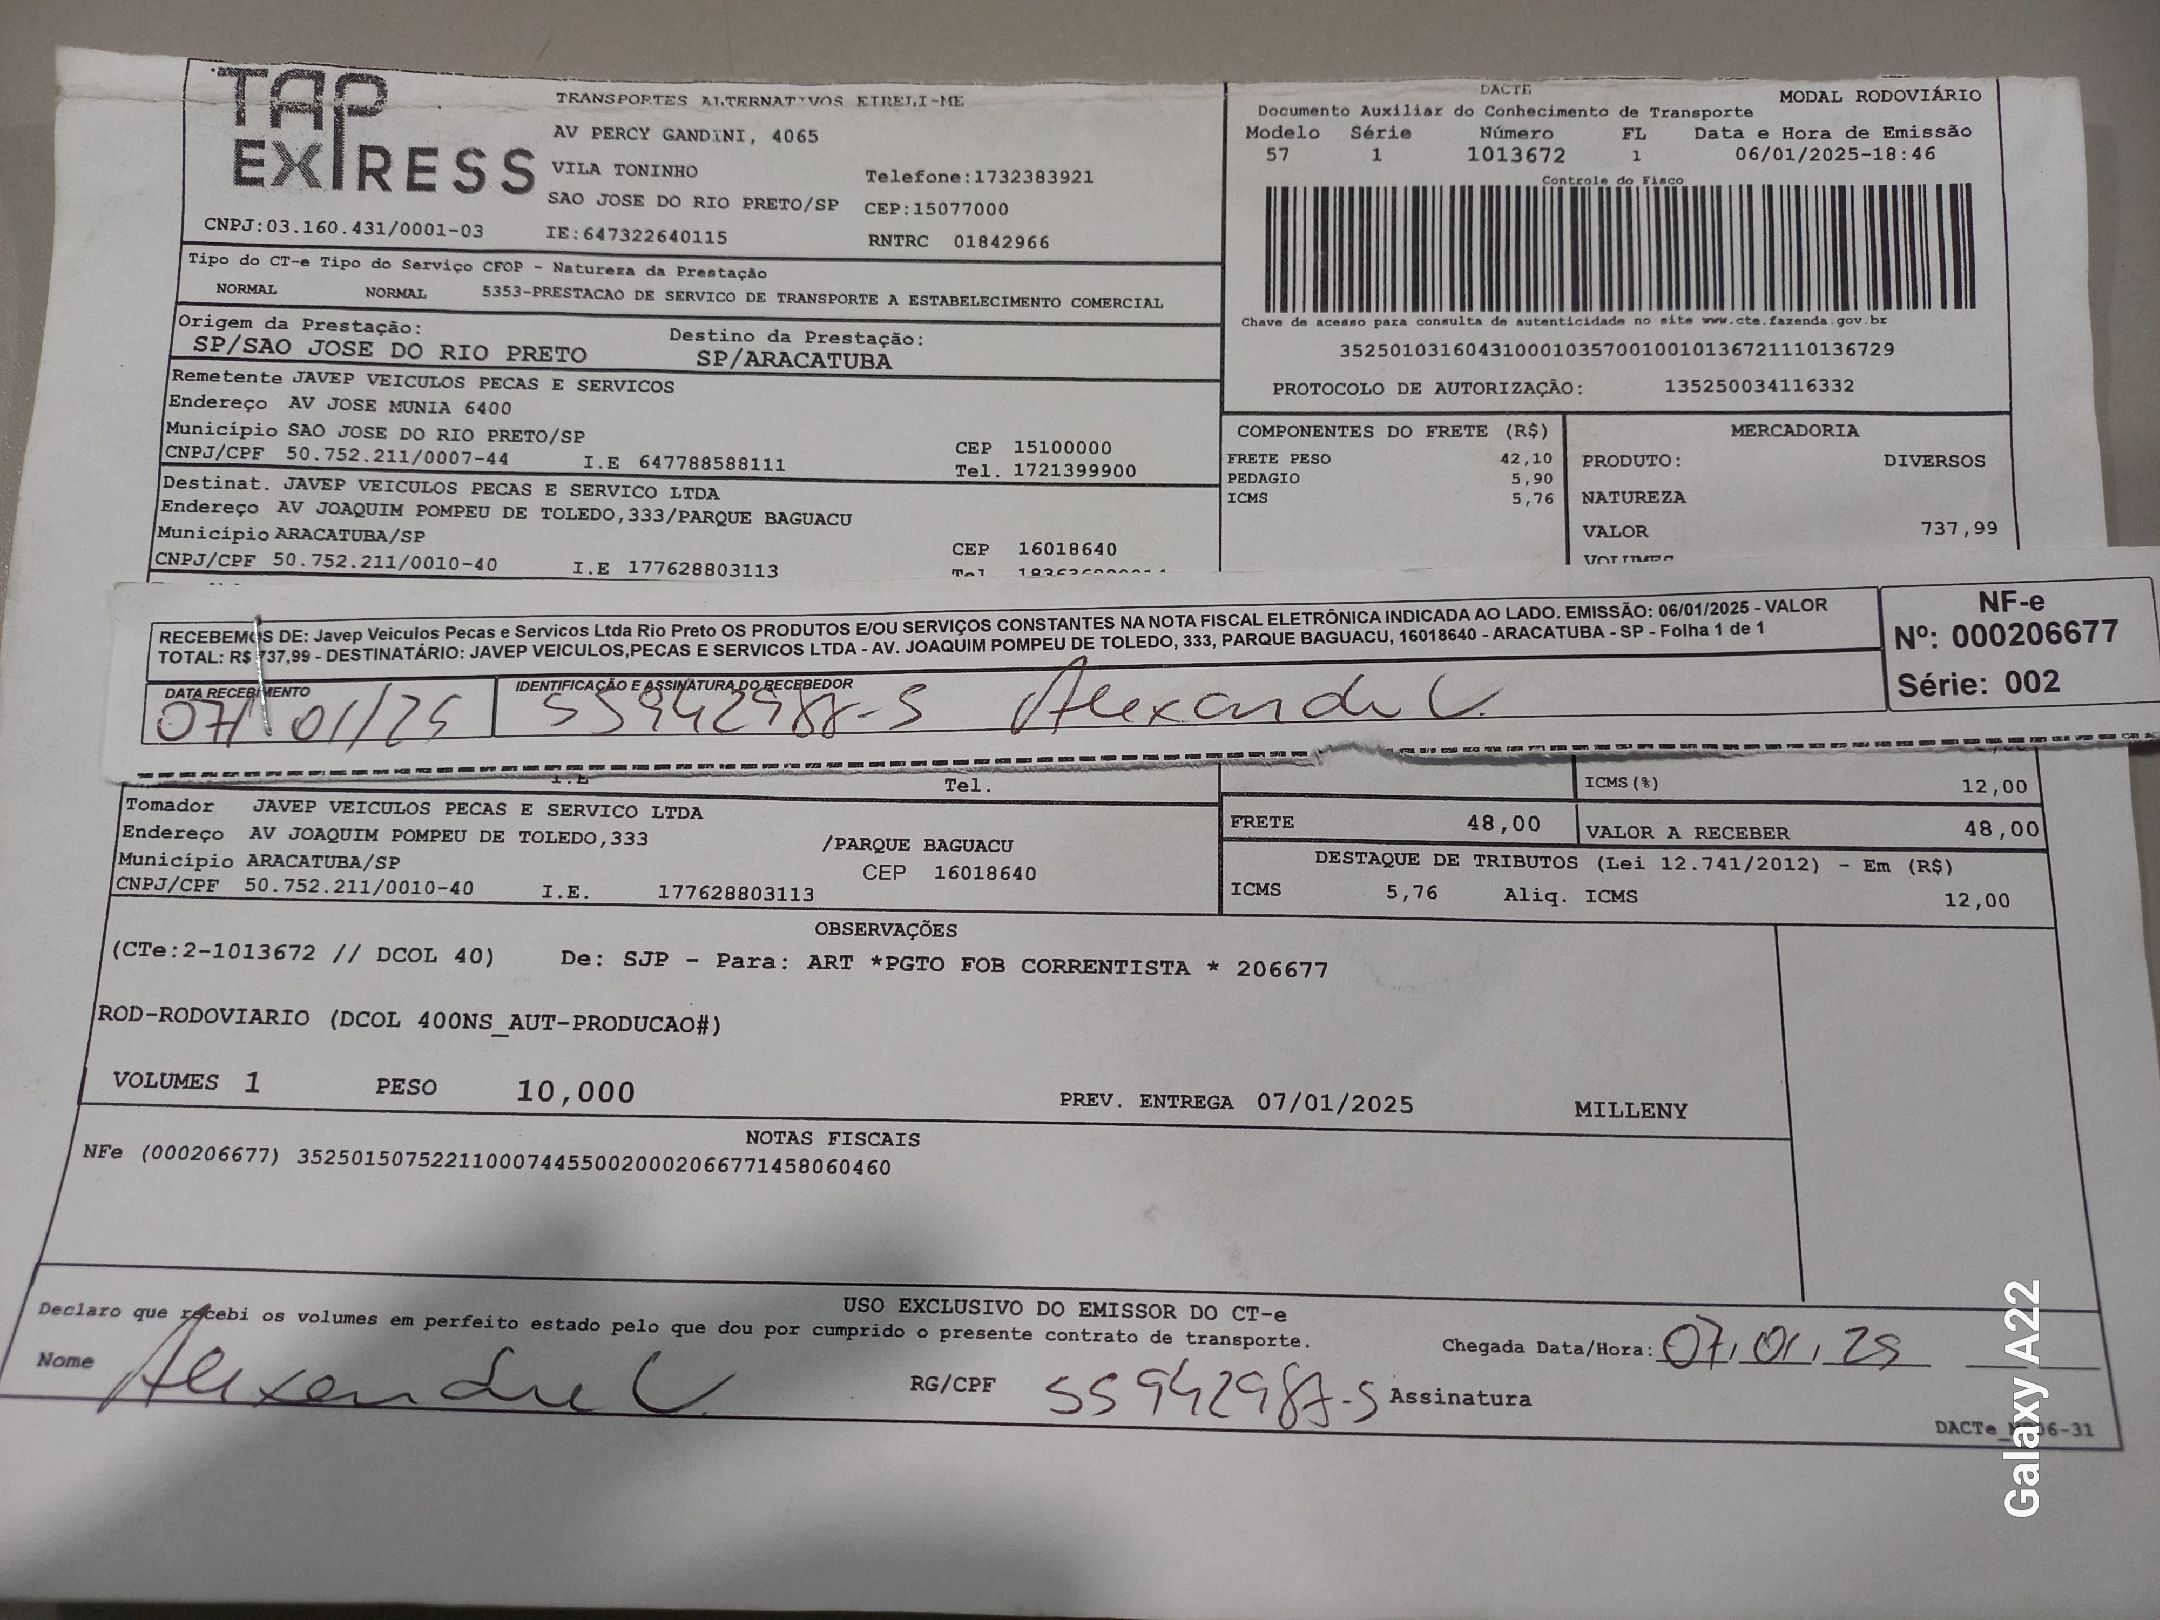 TAP EXPRESS
TRANSPORTES ALTERNATIVOS EIRELI-ME
AV PERCY GANDINI, 4065
VILA TONINHO Telefone:1732383921
SAO JOSE DO RIO PRETO/SP CEP:15077000
CNPJ:03.160.431/0001-03 IE:647322640115 RNTRC 01842966
DACTE MODAL RODOVIÁRIO
Documento Auxiliar do Conhecimento de Transporte
Modelo Série Número FL Data e Hora de Emissão
57 1 1013672 1 06/01/2025-18:46
Controle do Fisco
Chave de acesso para consulta de autenticidade no site www.cte.fazenda.gov.br
35250103160431000103570010010136721110136729
PROTOCOLO DE AUTORIZAÇÃO: 135250034116332
Tipo do CT-e Tipo do Serviço CFOP - Natureza da Prestação
NORMAL NORMAL 5353-PRESTACAO DE SERVICO DE TRANSPORTE A ESTABELECIMENTO COMERCIAL
Origem da Prestação: Destino da Prestação:
SP/SAO JOSE DO RIO PRETO SP/ARACATUBA
Remetente JAVEP VEICULOS PECAS E SERVICOS
Endereço AV JOSE MUNIA 6400
Município SAO JOSE DO RIO PRETO/SP CEP 15100000
CNPJ/CPF 50.752.211/0007-44 I.E 647788588111 Tel. 1721399900
Destinat. JAVEP VEICULOS PECAS E SERVICO LTDA
Endereço AV JOAQUIM POMPEU DE TOLEDO,333/PARQUE BAGUACU
Município ARACATUBA/SP CEP 16018640
CNPJ/CPF 50.752.211/0010-40 I.E 177628803113 Tel
COMPONENTES DO FRETE (R$) MERCADORIA
FRETE PESO 42,10 PRODUTO: DIVERSOS
PEDAGIO 5,90
ICMS 5,76 NATUREZA
VALOR 737,99
VOLUMES
RECEBEMOS DE: Javep Veiculos Pecas e Servicos Ltda Rio Preto OS PRODUTOS E/OU SERVIÇOS CONSTANTES NA NOTA FISCAL ELETRÔNICA INDICADA AO LADO. EMISSÃO: 06/01/2025 - VALOR
TOTAL: R$ 737,99 - DESTINATÁRIO: JAVEP VEICULOS,PECAS E SERVICOS LTDA - AV. JOAQUIM POMPEU DE TOLEDO, 333, PARQUE BAGUACU, 16018640 - ARACATUBA - SP - Folha 1 de 1
NF-e
Nº: 000206677
Série: 002
DATA RECEBIMENTO IDENTIFICAÇÃO E ASSINATURA DO RECEBEDOR
07/01/25 Alexandre C.
I.E Tel.
ICMS(%) 12,00
Tomador JAVEP VEICULOS PECAS E SERVICO LTDA
Endereço AV JOAQUIM POMPEU DE TOLEDO,333 /PARQUE BAGUACU
Município ARACATUBA/SP CEP 16018640
CNPJ/CPF 50.752.211/0010-40 I.E. 177628803113
FRETE 48,00 VALOR A RECEBER 48,00
DESTAQUE DE TRIBUTOS (Lei 12.741/2012) - Em (R$)
ICMS 5,76 Aliq. ICMS 12,00
OBSERVAÇÕES
(CTe:2-1013672 // DCOL 40) De: SJP - Para: ART *PGTO FOB CORRENTISTA * 206677
ROD-RODOVIARIO (DCOL 400NS_AUT-PRODUCAO#)
VOLUMES 1 PESO 10,000 PREV. ENTREGA 07/01/2025 MILLENY
NOTAS FISCAIS
NFe (000206677) 35250150752211000744550020002066771458060460
USO EXCLUSIVO DO EMISSOR DO CT-e
Declaro que recebi os volumes em perfeito estado pelo que dou por cumprido o presente contrato de transporte.
Chegada Data/Hora: 07,01,25
Nome Alexandre C. RG/CPF Assinatura
Galaxy A22